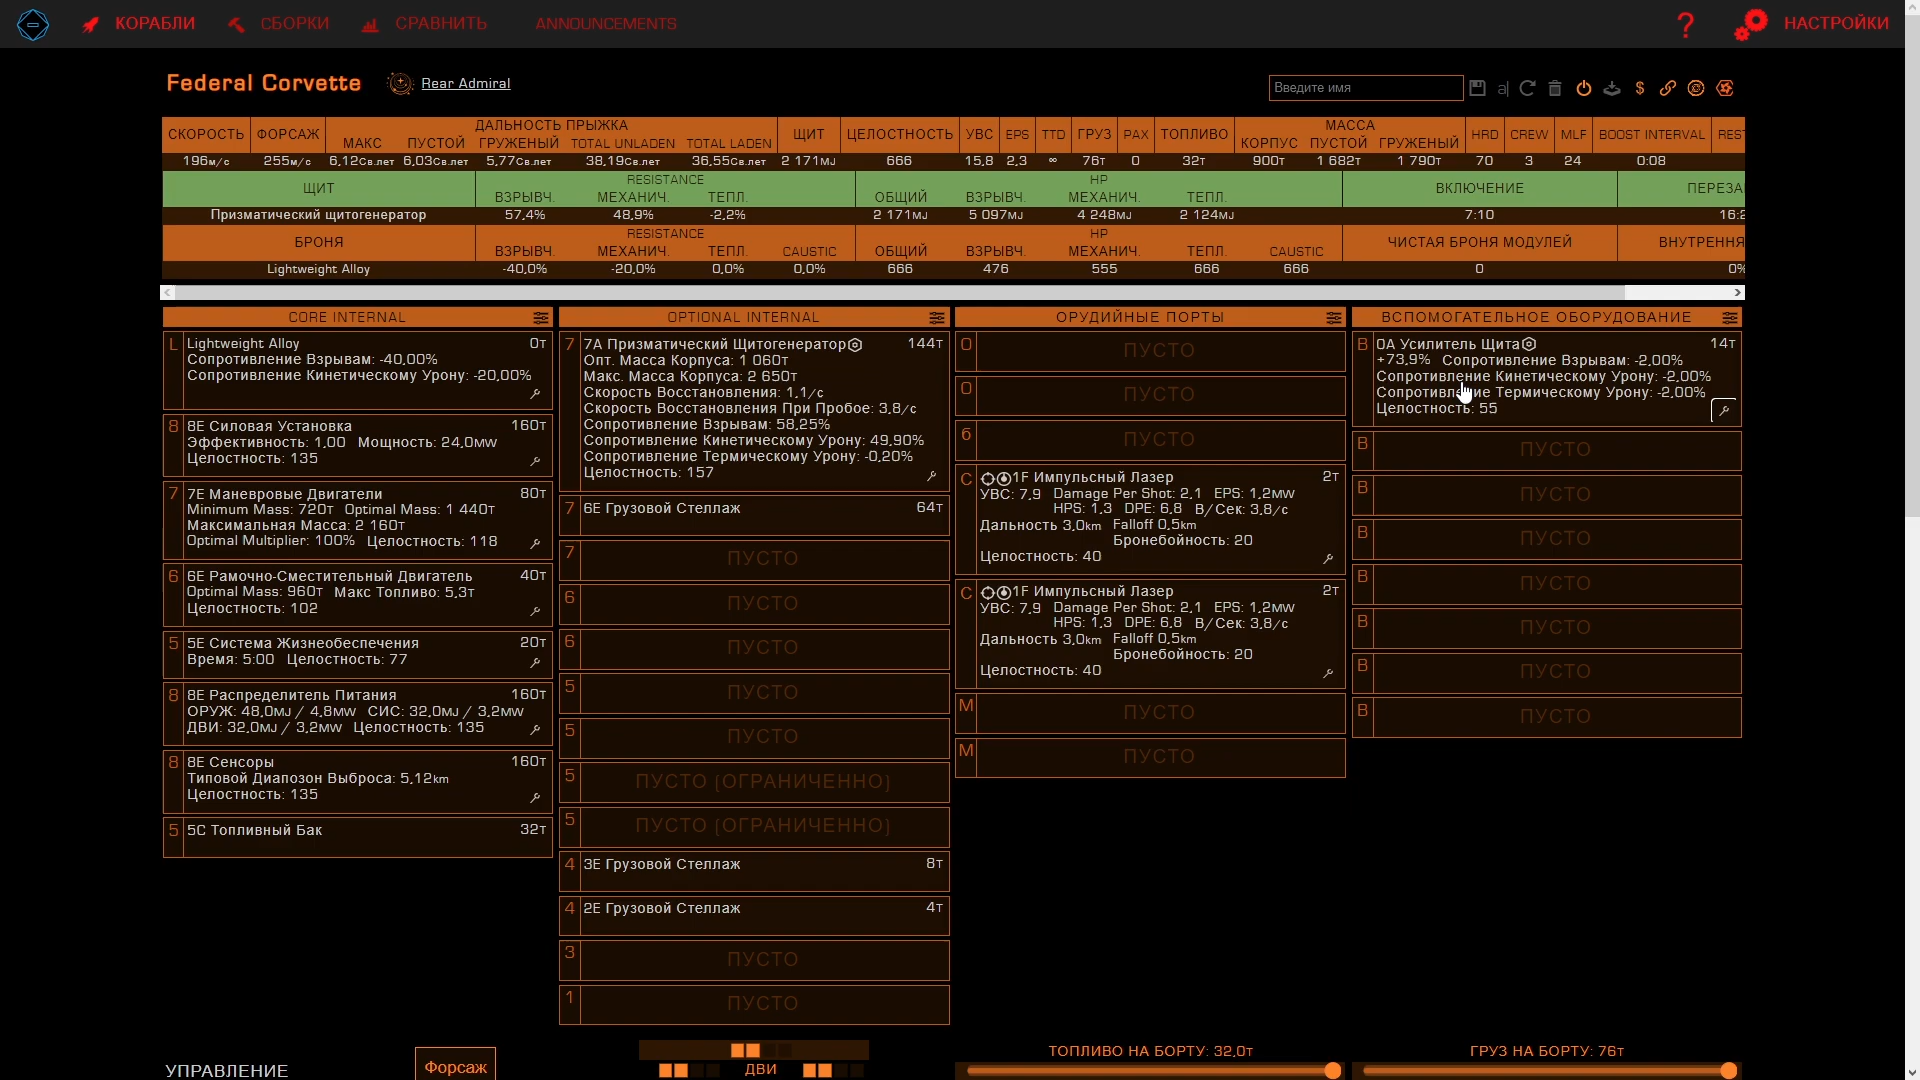 КОРАБЛИ СБОРКИ СРАВНИТЬ ANNOUNCEMENTS ? НАСТРОЙКИ
Federal Corvette Rear Admiral
Введите имя
СКОРОСТЬ ФОРСАЖ ДАЛЬНОСТЬ ПРЫЖКА ЩИТ ЦЕЛОСТНОСТЬ УВС EPS TTD ГРУЗ PAX ТОПЛИВО МАССА HRD CREW MLF BOOST INTERVAL REST
МАКС ПУСТОЙ ГРУЖЕНЫЙ TOTAL UNLADEN TOTAL LADEN КОРПУС ПУСТОЙ ГРУЖЕНЫЙ
196м/с 255м/с 6,12Св.лет 6,03Св.лет 5,77Св.лет 38,19Св.лет 36,55Св.лет 2 171MJ 666 15,8 2,3 ∞ 76т 0 32т 900т 1 682т 1 790т 70 3 24 0:08
ЩИТ RESISTANCE HP ВКЛЮЧЕНИЕ ПЕРЕЗА
ВЗРЫВЧ. МЕХАНИЧ. ТЕПЛ. ОБЩИЙ ВЗРЫВЧ. МЕХАНИЧ. ТЕПЛ.
Призматический щитогенератор 57,4% 48,9% -2,2% 2 171MJ 5 097MJ 4 248MJ 2 124MJ 7:10 16:2
БРОНЯ RESISTANCE HP ЧИСТАЯ БРОНЯ МОДУЛЕЙ ВНУТРЕННЯ
ВЗРЫВЧ. МЕХАНИЧ. ТЕПЛ. CAUSTIC ОБЩИЙ ВЗРЫВЧ. МЕХАНИЧ. ТЕПЛ. CAUSTIC
Lightweight Alloy -40,0% -20,0% 0,0% 0,0% 666 476 555 666 666 0 0%
CORE INTERNAL
L Lightweight Alloy 0т
Сопротивление Взрывам: -40,00%
Сопротивление Кинетическому Урону: -20,00%
8 8E Силовая Установка 160т
Эффективность: 1,00 Мощность: 24,0MW
Целостность: 135
7 7E Маневровые Двигатели 80т
Minimum Mass: 720т Optimal Mass: 1 440т
Максимальная Масса: 2 160т
Optimal Multiplier: 100% Целостность: 118
6 6E Рамочно-Сместительный Двигатель 40т
Optimal Mass: 960т Макс Топливо: 5,3т
Целостность: 102
5 5E Система Жизнеобеспечения 20т
Время: 5:00 Целостность: 77
8 8E Распределитель Питания 160т
ОРУЖ: 48,0MJ / 4,8MW СИС: 32,0MJ / 3,2MW
ДВИ: 32,0MJ / 3,2MW Целостность: 135
8 8E Сенсоры 160т
Типовой Диапозон Выброса: 5,12km
Целостность: 135
5 5C Топливный Бак 32т
OPTIONAL INTERNAL
7 7A Призматический Щитогенератор 144т
Опт. Масса Корпуса: 1 060т
Макс. Масса Корпуса: 2 650т
Скорость Восстановления: 1,1/с
Скорость Восстановления При Пробое: 3,8/с
Сопротивление Взрывам: 58,25%
Сопротивление Кинетическому Урону: 49,90%
Сопротивление Термическому Урону: -0,20%
Целостность: 157
7 6E Грузовой Стеллаж 64т
7 ПУСТО
6 ПУСТО
6 ПУСТО
5 ПУСТО
5 ПУСТО
5 ПУСТО (ОГРАНИЧЕННО)
5 ПУСТО (ОГРАНИЧЕННО)
4 3E Грузовой Стеллаж 8т
4 2E Грузовой Стеллаж 4т
3 ПУСТО
1 ПУСТО
ОРУДИЙНЫЕ ПОРТЫ
О ПУСТО
О ПУСТО
б ПУСТО
С 1F Импульсный Лазер 2т
УВС: 7,9 Damage Per Shot: 2,1 EPS: 1,2MW
HPS: 1,3 DPE: 6,8 В/Сек: 3,8/с
Дальность 3,0km Falloff 0,5km
Бронебойность: 20
Целостность: 40
С 1F Импульсный Лазер 2т
УВС: 7,9 Damage Per Shot: 2,1 EPS: 1,2MW
HPS: 1,3 DPE: 6,8 В/Сек: 3,8/с
Дальность 3,0km Falloff 0,5km
Бронебойность: 20
Целостность: 40
М ПУСТО
М ПУСТО
ВСПОМОГАТЕЛЬНОЕ ОБОРУДОВАНИЕ
В 0A Усилитель Щита 14т
+73,9% Сопротивление Взрывам: -2,00%
Сопротивление Кинетическому Урону: -2,00%
Сопротивление Термическому Урону: -2,00%
Целостность: 55
В ПУСТО
В ПУСТО
В ПУСТО
В ПУСТО
В ПУСТО
В ПУСТО
В ПУСТО
УПРАВЛЕНИЕ Форсаж ДВИ
ТОПЛИВО НА БОРТУ: 32,0т
ГРУЗ НА БОРТУ: 76т